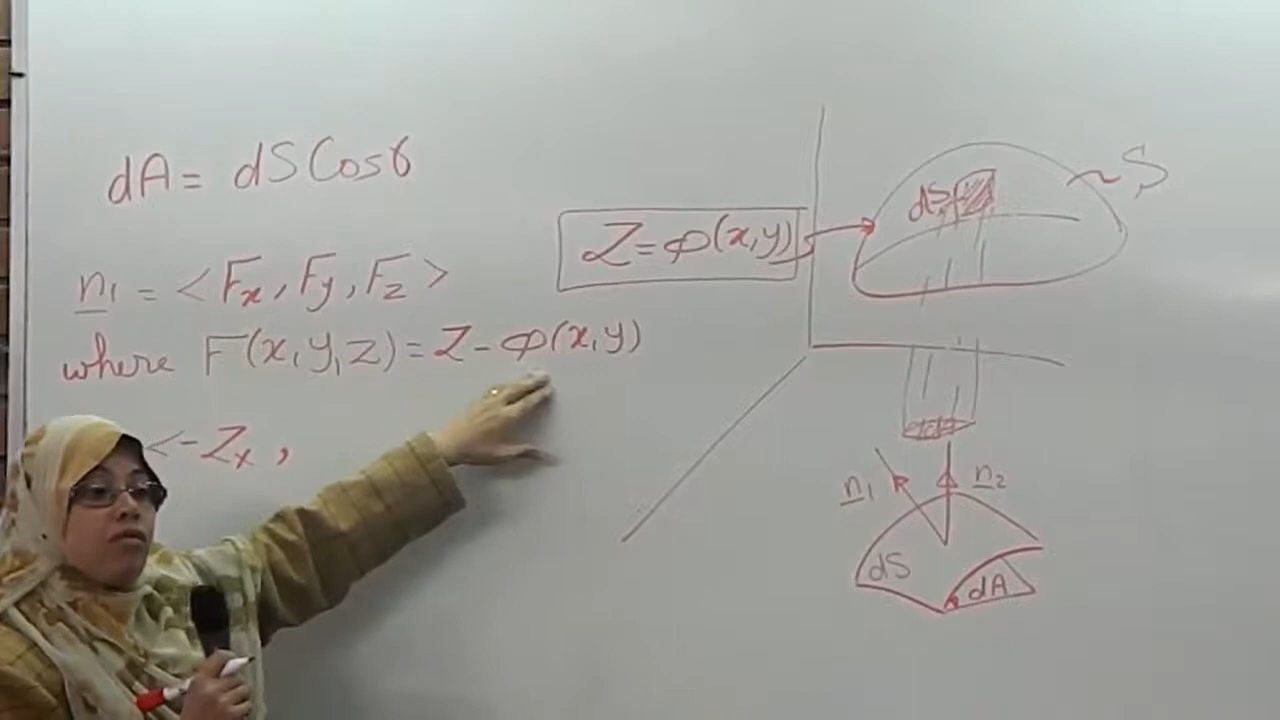 dA = dS Cos γ
n₁ = <Fx, Fy, Fz>
where F(x, y, z) = Z - φ(x, y)
<-Zx ,
Z = φ(x, y)
dS
S
n₁
n₂
dS
dA